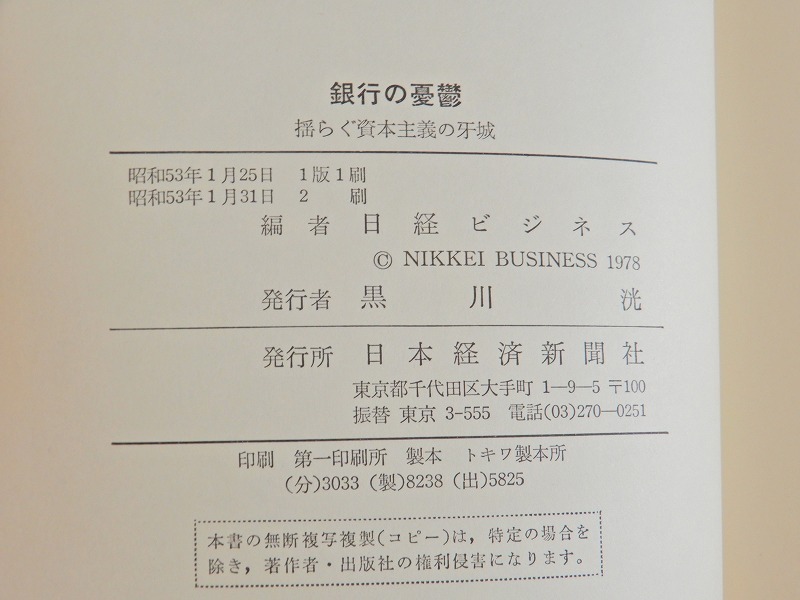 銀行の憂鬱
揺らぐ資本主義の牙城
昭和53年1月25日 1版1刷
昭和53年1月31日 2 刷
編者 日経ビジネス
© NIKKEI BUSINESS 1978
発行者 黒川洸
発行所 日本経済新聞社
東京都千代田区大手町 1―9―5 〒100
振替 東京 3-555 電話(03)270―0251
印刷 第一印刷所 製本 トキワ製本所
(分)3033 (製)8238 (出)5825
本書の無断複写複製(コピー)は，特定の場合を
除き，著作者・出版社の権利侵害になります。